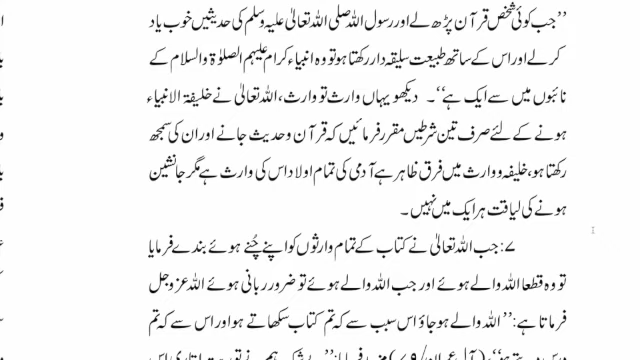 ’’جب کوئی شخص قرآن پڑھ لے اور رسول اللہ صلی اللہ تعالیٰ علیہ وسلم کی حدیثیں خوب یاد
کر لے اور اس کے ساتھ طبیعت سلیقہ دار رکھتا ہو تو وہ انبیاء کرام علیہم الصلوٰۃ والسلام کے
نائبوں میں سے ایک ہے‘‘۔ دیکھو یہاں وارث تو وارث، اللہ تعالیٰ نے خلیفۃ الانبیاء
ہونے کے لئے صرف تین شرطیں مقرر فرمائیں کہ قرآن وحدیث جانے اور ان کی سمجھ
رکھتا ہو، خلیفہ ووارث میں فرق ظاہر ہے آدمی کی تمام اولاد اس کی وارث ہے مگر جانشین
ہونے کی لیاقت ہر ایک میں نہیں۔
۷: جب اللہ تعالیٰ نے کتاب کے تمام وارثوں کو اپنے چُنے ہوئے بندے فرمایا
تو وہ قطعا اللہ والے ہوئے اور جب اللہ والے ہوئے تو ضرور ربانی ہوئے اللہ عزوجل
فرماتا ہے: ’’اللہ والے ہو جاؤ اس سبب سے کہ تم کتاب سکھاتے ہو اور اس سے کہ تم